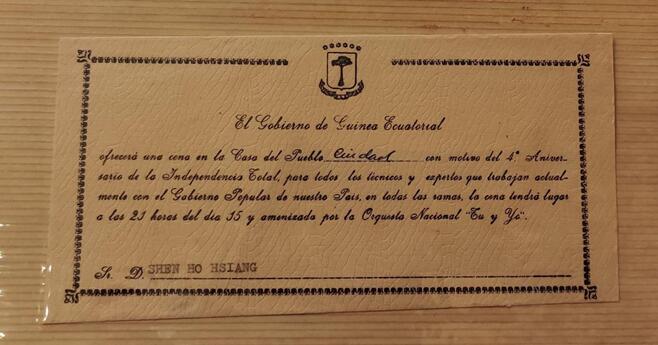 El Gobierno de Guinea Ecuatorial
ofrecerá una cena en la Casa del Pueblo Ciudad con motivo del 4.º Aniver-
sario de la Independencia Total, para todos los técnicos y expertos que trabajan actual-
mente con el Gobierno Popular de nuestro País, en todas las ramas, la cena tendrá lugar
a las 21 horas del día 15 y amenizada por la Orquesta Nacional "Tu y Yo".
Sr. D. SHEN HO HSIANG